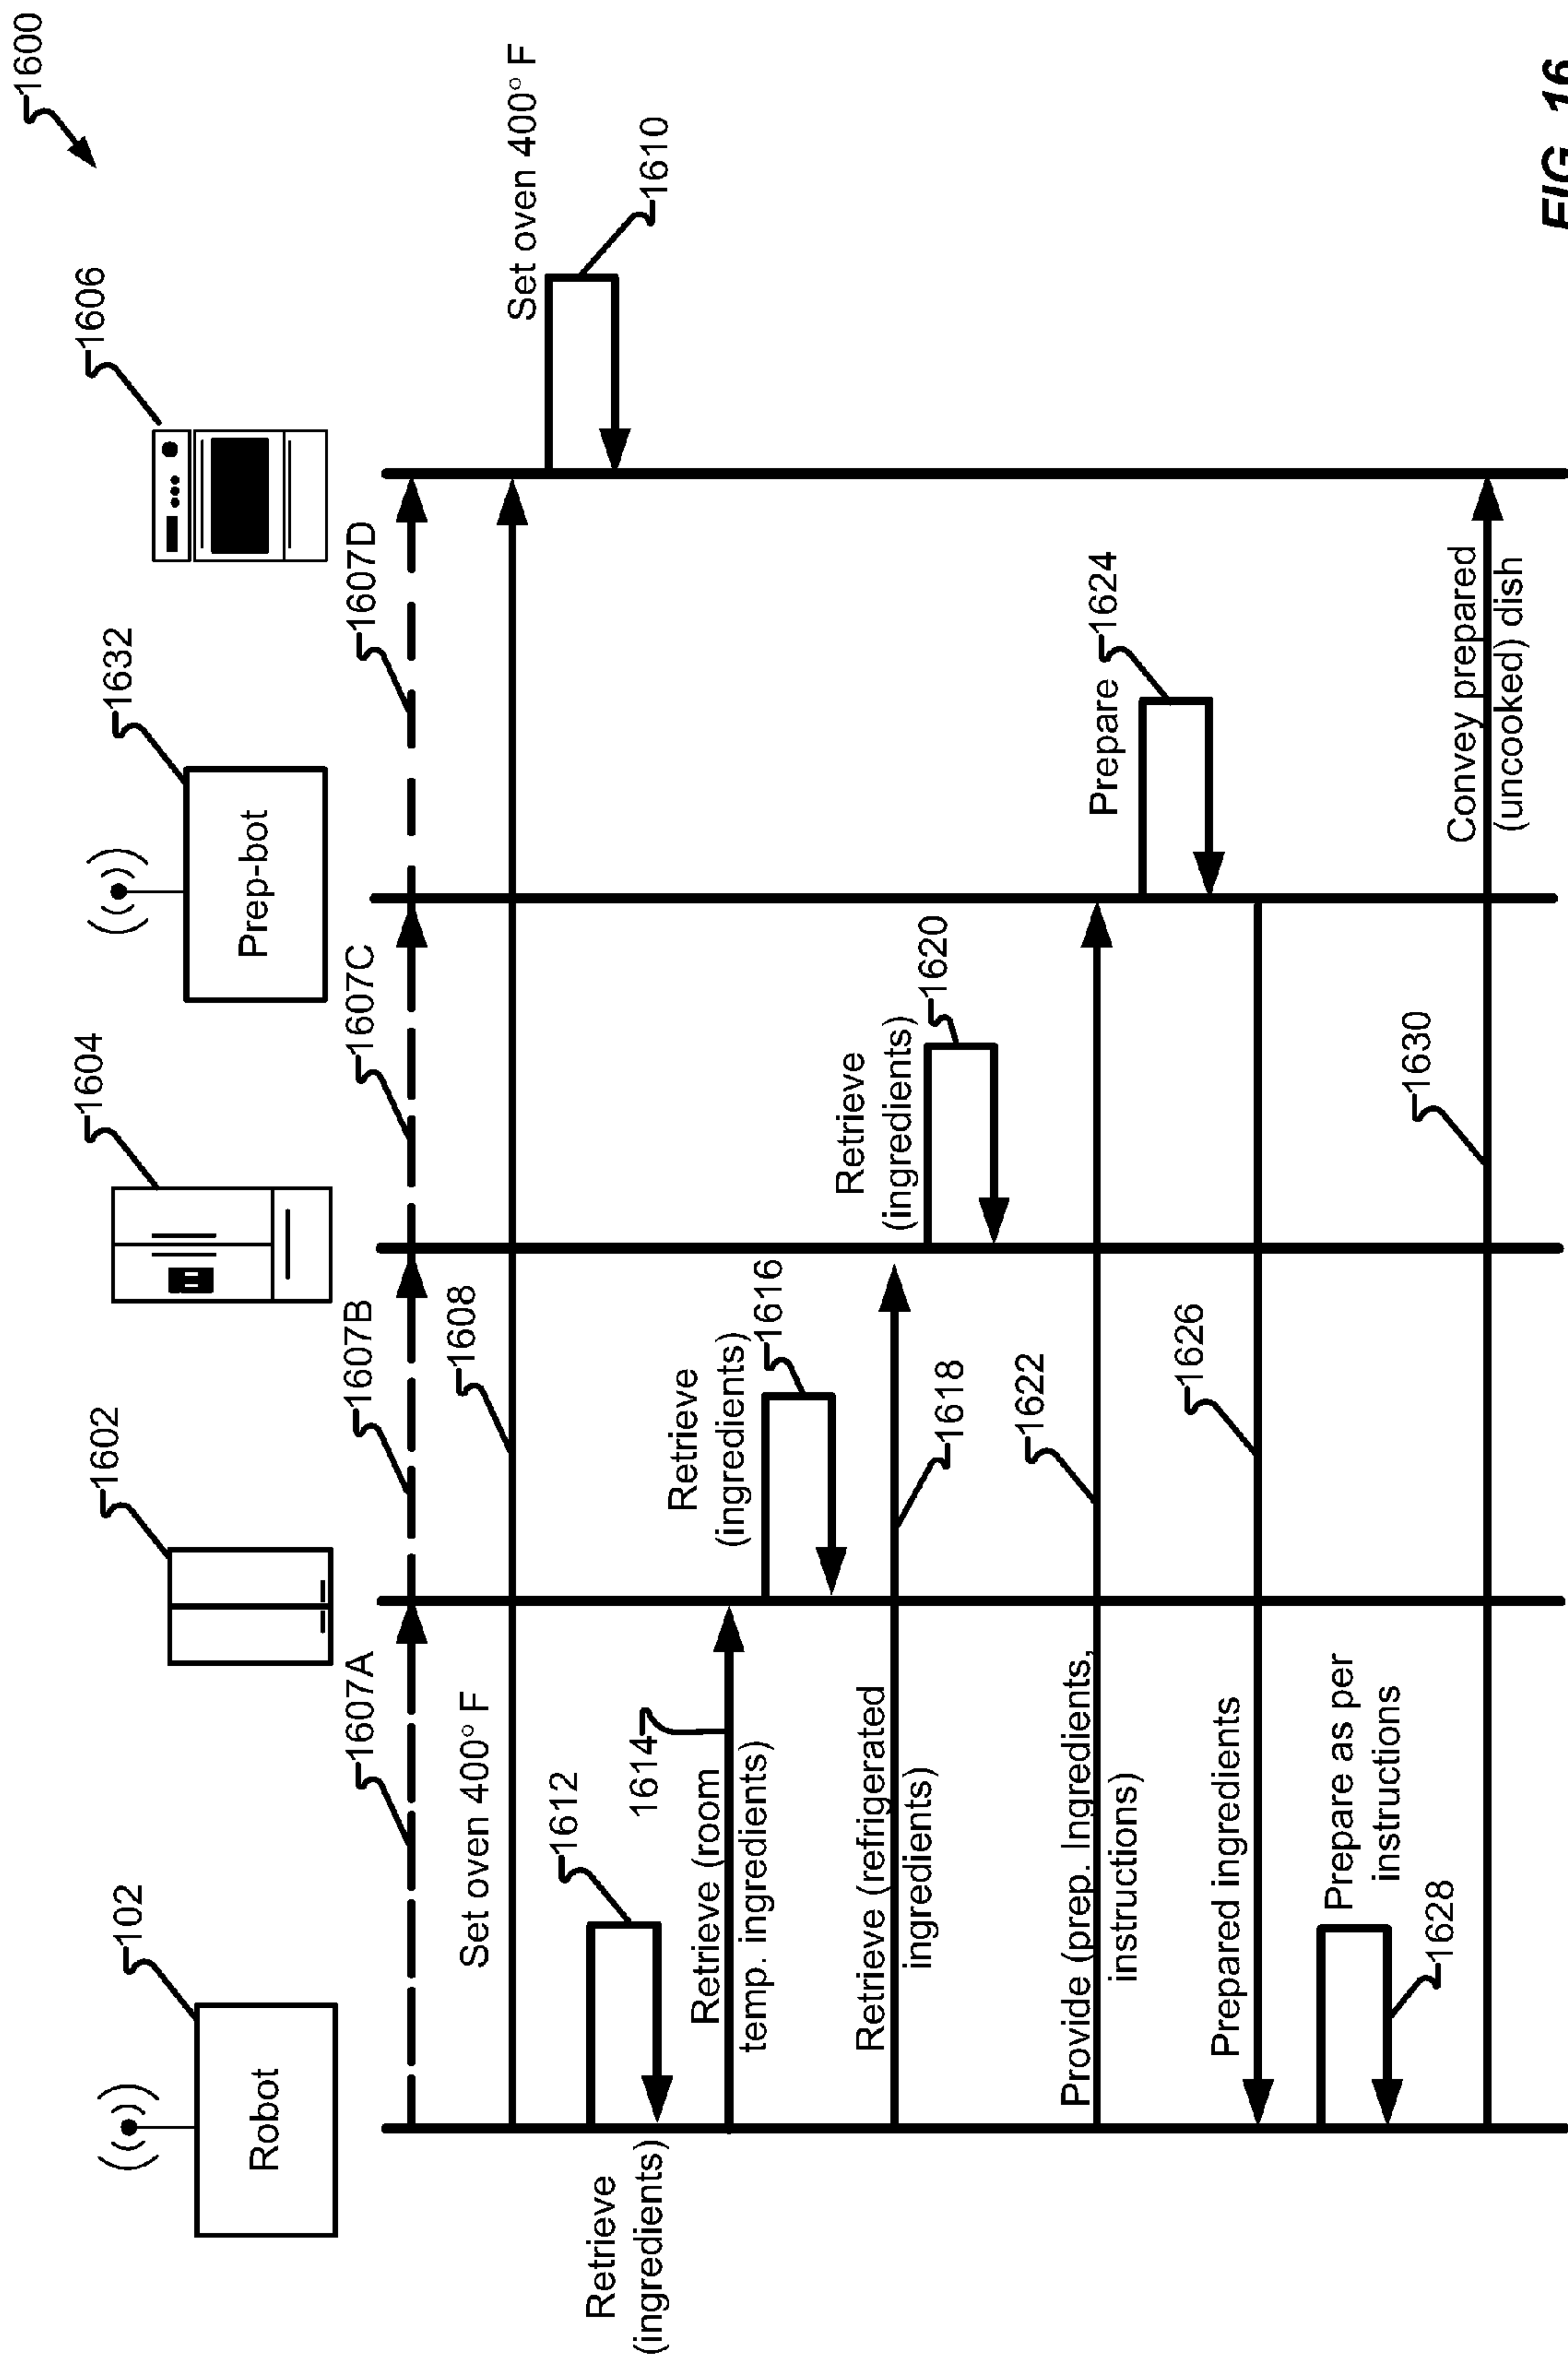 1600
102
1602
1604
1632
1606
Robot
Prep-bot
1607A
1607B
1607C
1607D
Set oven 400° F
1608
Set oven 400° F
1610
Retrieve
(ingredients)
1612
1614
Retrieve (room
temp. ingredients)
Retrieve
(ingredients)
1616
Retrieve (refrigerated
ingredients)
1618
Retrieve
(ingredients)
1620
Provide (prep. Ingredients,
instructions)
1622
Prepare
1624
Prepared ingredients
1626
Prepare as per
instructions
1628
1630
Convey prepared
(uncooked) dish
FIG. 16